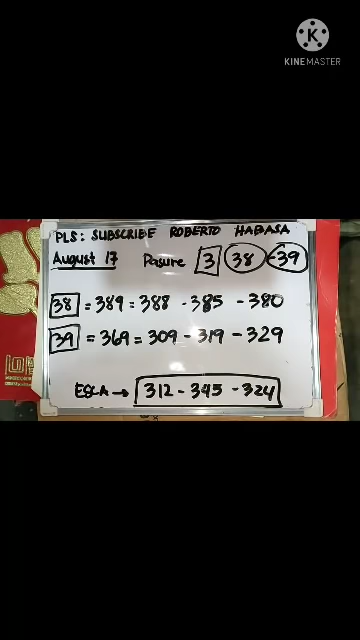 K
KINEMASTER
PLS: SUBSCRIBE ROBERTO HABASA
August 17 Pasure 3 38 -39
38 = 389 = 388 - 385 - 380
39 = 369 = 309 - 319 - 329
ESCA → 312 - 345 - 324